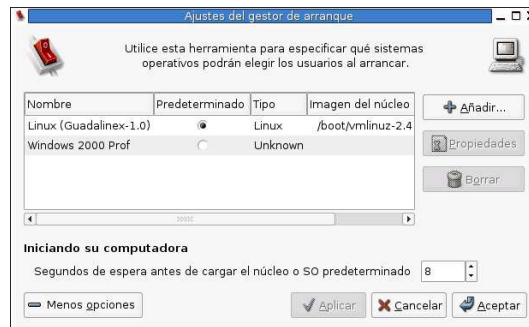 Ajustes del gestor de arranque
Utilice esta herramienta para especificar qué sistemas
operativos podrán elegir los usuarios al arrancar.
Nombre Predeterminado Tipo Imagen del núcleo
Linux (Guadalinex-1.0) Linux /boot/vmlinuz-2.4
Windows 2000 Prof Unknown
Añadir...
Propiedades
Borrar
Iniciando su computadora
Segundos de espera antes de cargar el núcleo o SO predeterminado 8
Menos opciones Aplicar Cancelar Aceptar